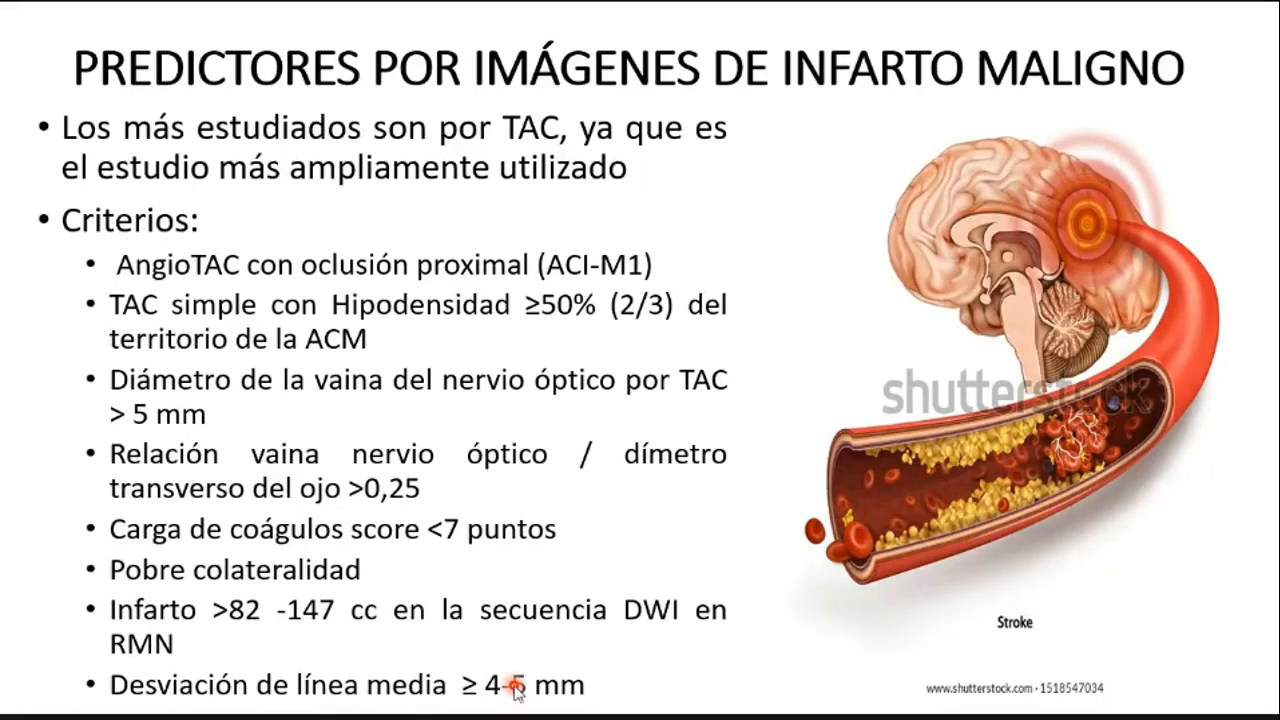 PREDICTORES POR IMÁGENES DE INFARTO MALIGNO
• Los más estudiados son por TAC, ya que es
el estudio más ampliamente utilizado
• Criterios:
• AngioTAC con oclusión proximal (ACI-M1)
• TAC simple con Hipodensidad ≥50% (2/3) del
territorio de la ACM
• Diámetro de la vaina del nervio óptico por TAC
> 5 mm
• Relación vaina nervio óptico / dímetro
transverso del ojo >0,25
• Carga de coágulos score <7 puntos
• Pobre colateralidad
• Infarto >82 -147 cc en la secuencia DWI en
RMN
• Desviación de línea media ≥ 4-5 mm
shutterstock
Stroke
www.shutterstock.com · 1518547034